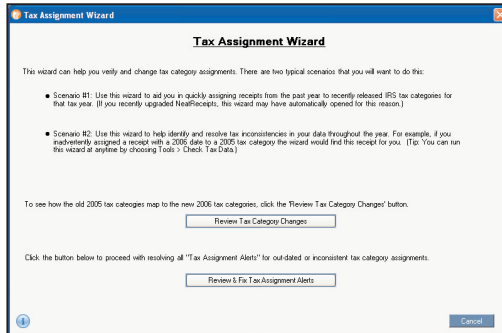 Tax Assignment Wizard
Tax Assignment Wizard
This wizard can help you verify and change tax category assignments. There are two typical scenarios that you will want to do this:
Scenario #1: Use this wizard to aid you in quickly assigning receipts from the past year to recently released IRS tax categories for
that tax year. (If you recently upgraded NeatReceipts, this wizard may have automatically opened for this reason.)
Scenario #2: Use this wizard to help identify and resolve tax inconsistencies in your data throughout the year. For example, if you
inadvertently assigned a receipt with a 2006 date to a 2005 tax category the wizard would find this receipt for you. (Tip: You can run
this wizard at anytime by choosing Tools > Check Tax Data.)
To see how the old 2005 tax cateogies map to the new 2006 tax categories, click the 'Review Tax Category Changes' button.
Review Tax Category Changes
Click the button below to proceed with resolving all "Tax Assignment Alerts" for out-dated or inconsistent tax category assignments.
Review & Fix Tax Assignment Alerts
Cancel